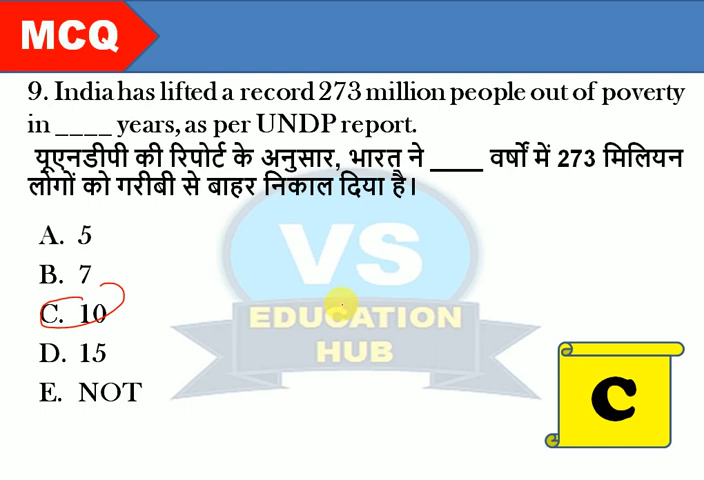 MCQ
9. India has lifted a record 273 million people out of poverty
in ____ years, as per UNDP report.
यूएनडीपी की रिपोर्ट के अनुसार, भारत ने ____ वर्षों में 273 मिलियन
लोगों को गरीबी से बाहर निकाल दिया है।
A. 5
B. 7
C. 10
D. 15
E. NOT
VS
EDUCATION
HUB
C